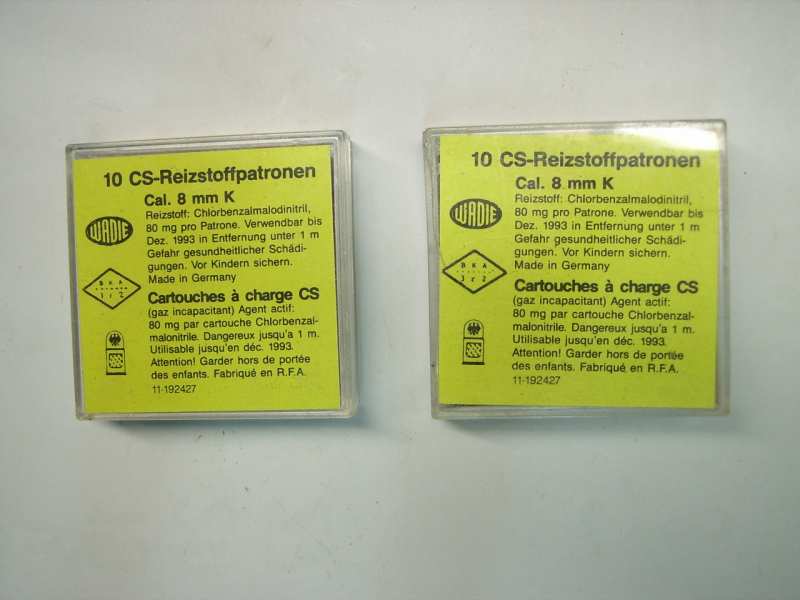 10 CS-Reizstoffpatronen
Cal. 8 mm K
WADIE
Reizstoff: Chlorbenzalmalodinitril,
80 mg pro Patrone. Verwendbar bis
Dez. 1993 in Entfernung unter 1 m
Gefahr gesundheitlicher Schädi-
gungen. Vor Kindern sichern.
Made in Germany
BKA
Cartouches à charge CS
(gaz incapacitant) Agent actif:
80 mg par cartouche Chlorbenzal-
malonitrile. Dangereux jusqu'a 1 m.
Utilisable jusqu'en déc. 1993.
Attention! Garder hors de portée
des enfants. Fabriqué en R.F.A.
11-192427
10 CS-Reizstoffpatronen
Cal. 8 mm K
WADIE
Reizstoff: Chlorbenzalmalodinitril,
80 mg pro Patrone. Verwendbar bis
Dez. 1993 in Entfernung unter 1 m
Gefahr gesundheitlicher Schädi-
gungen. Vor Kindern sichern.
Made in Germany
BKA
Cartouches à charge CS
(gaz incapacitant) Agent actif:
80 mg par cartouche Chlorbenzal-
malonitrile. Dangereux jusqu'a 1 m.
Utilisable jusqu'en déc. 1993.
Attention! Garder hors de portée
des enfants. Fabriqué en R.F.A.
11-192427